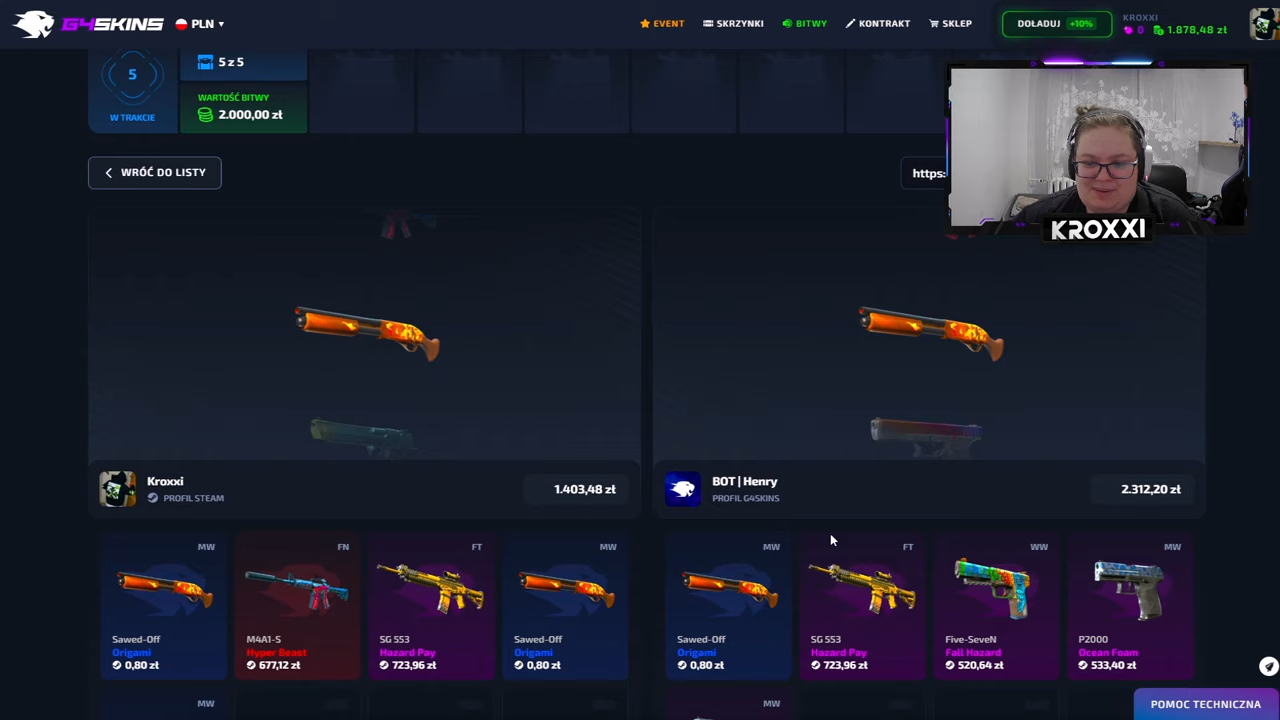 G4SKINS
PLN
EVENT
SKRZYNKI
BITWY
KONTRAKT
SKLEP
DOŁADUJ +10%
KROXXI
0 1.878,48 zł
5
W TRAKCIE
5 z 5
WARTOŚĆ BITWY
2.000,00 zł
WRÓĆ DO LISTY
https:
KROXXI
Kroxxi
PROFIL STEAM
1.403,48 zł
BOT | Henry
PROFIL G4SKINS
2.312,20 zł
MW
Sawed-Off
Origami
0,80 zł
FN
M4A1-S
Hyper Beast
677,12 zł
FT
SG 553
Hazard Pay
723,96 zł
MW
Sawed-Off
Origami
0,80 zł
MW
Sawed-Off
Origami
0,80 zł
FT
SG 553
Hazard Pay
723,96 zł
WW
Five-SeveN
Fall Hazard
520,64 zł
MW
P2000
Ocean Foam
533,40 zł
MW
MW
POMOC TECHNICZNA